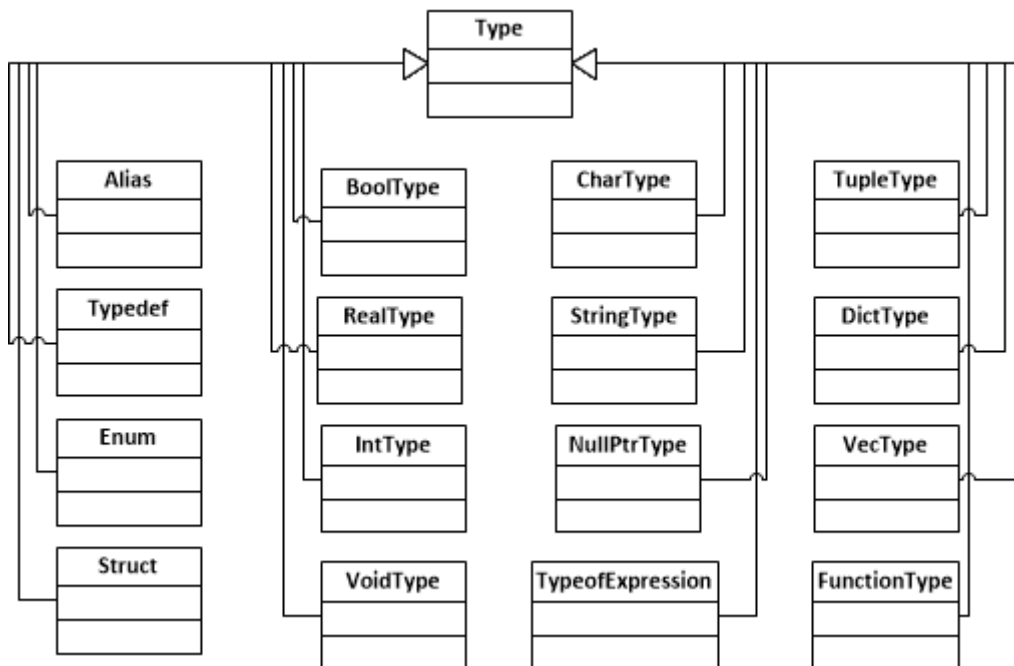 Type
Alias
BoolType
CharType
TupleType
Typedef
RealType
StringType
DictType
Enum
IntType
NullPtrType
VecType
Struct
VoidType
TypeofExpression
FunctionType